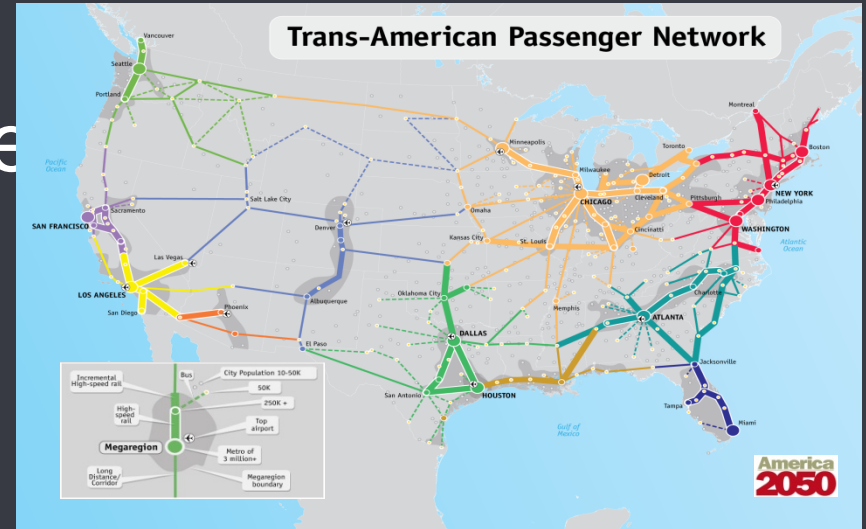 e
Trans-American Passenger Network
Vancouver
Seattle
Portland
Pacific
Ocean
Sacramento
SAN FRANCISCO
Salt Lake City
Las Vegas
LOS ANGELES
San Diego
Phoenix
Denver
Albuquerque
El Paso
Minneapolis
Milwaukee
CHICAGO
Detroit
Toronto
Cleveland
Pittsburgh
Omaha
Kansas City
St. Louis
Cincinatti
Montreal
Boston
NEW YORK
Philadelphia
WASHINGTON
Atlantic
Ocean
Oklahoma City
Memphis
DALLAS
San Antonio
HOUSTON
Charlotte
ATLANTA
Jacksonville
Tampa
Miami
Gulf of
Mexico
Incremental
High-speed rail
Bus
City Population 10-50K
50K
250K +
High-
speed
rail
Top
airport
Megaregion
Metro of
3 million+
Long
Distance/
Corridor
Megaregion
boundary
America
2050